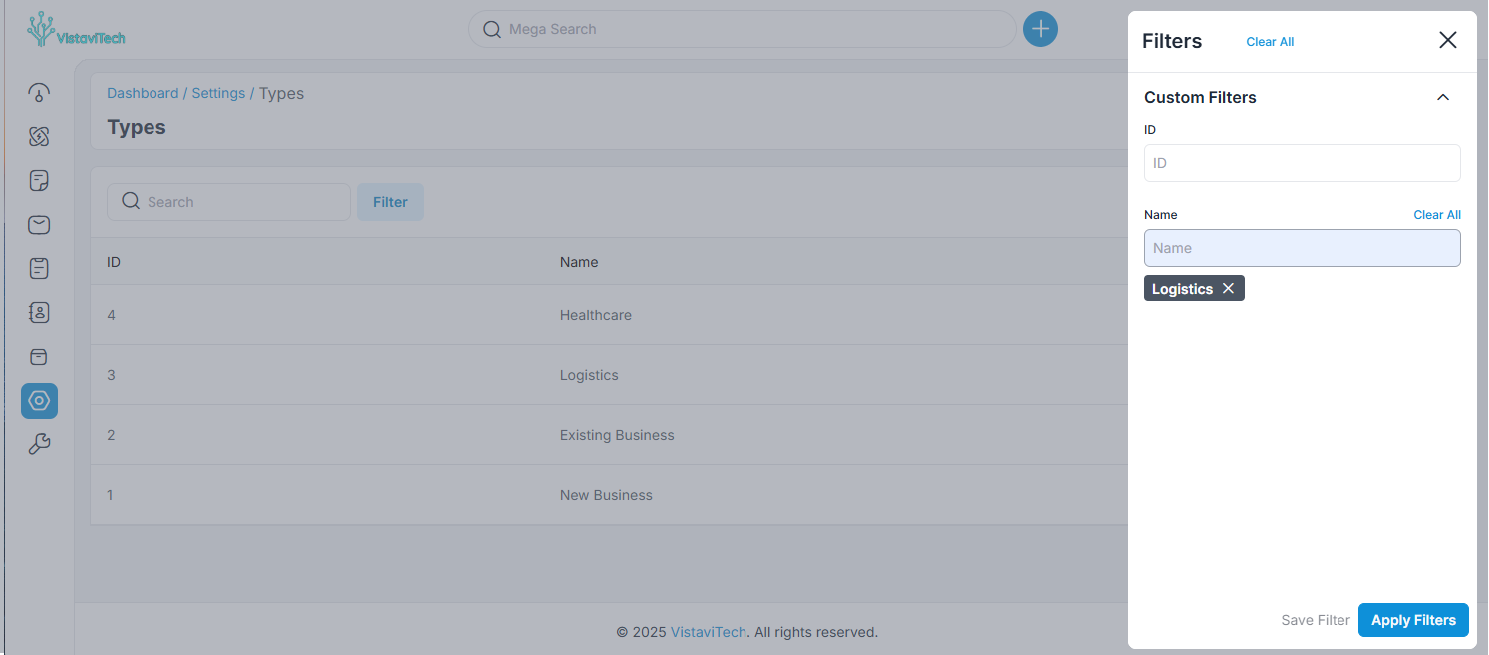 VistaviTech
Mega Search
Dashboard / Settings / Types
Types
Search
Filter
ID Name
4 Healthcare
3 Logistics
2 Existing Business
1 New Business
© 2025 VistaviTech. All rights reserved.
Filters Clear All
Custom Filters
ID
ID
Name Clear All
Name
Logistics
Save Filter Apply Filters